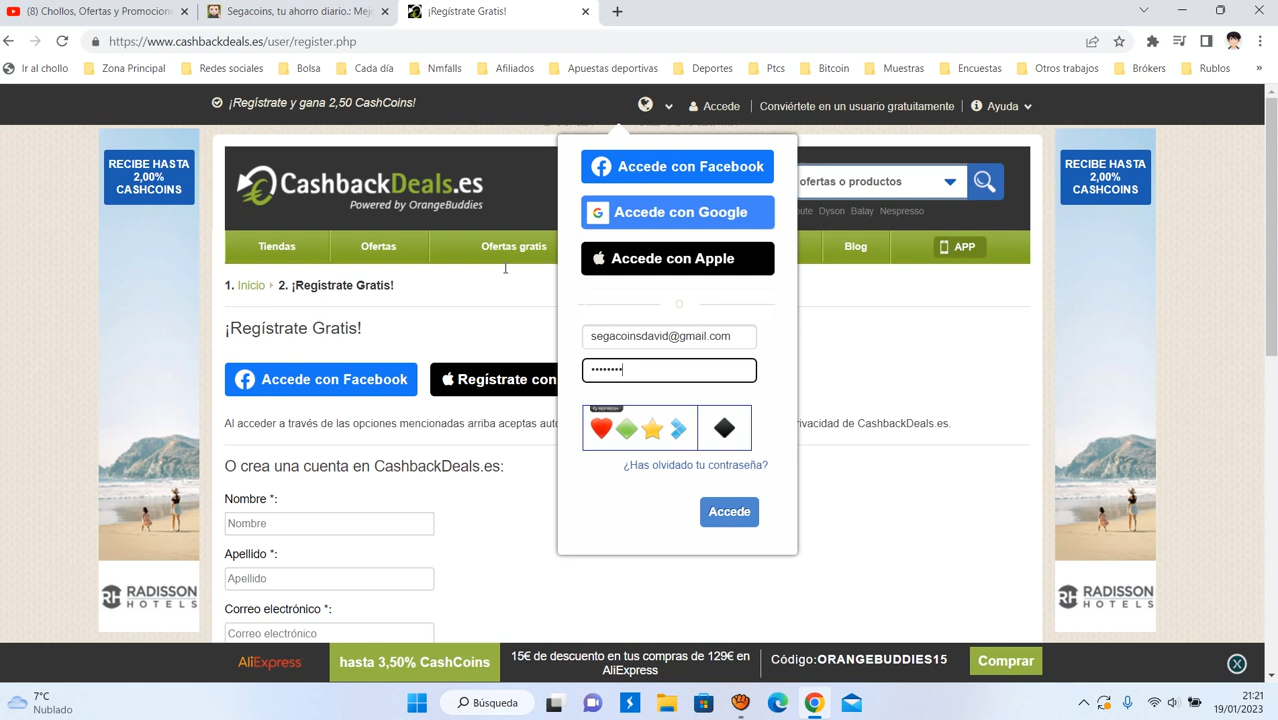 (8) Chollos, Ofertas y Promocione
Segacoins, tu ahorro diario.: Mej
¡Regístrate Gratis!
https://www.cashbackdeals.es/user/register.php
Ir al chollo
Zona Principal
Redes sociales
Bolsa
Cada día
Nmfalls
Afiliados
Apuestas deportivas
Deportes
Ptcs
Bitcoin
Muestras
Encuestas
Otros trabajos
Brókers
Rublos
»
¡Regístrate y gana 2,50 CashCoins!
Accede
Conviértete en un usuario gratuitamente
Ayuda
RECIBE HASTA
2,00%
CASHCOINS
RADISSON
HOTELS
CashbackDeals.es
Powered by OrangeBuddies
ofertas o productos
Dyson
Balay
Nespresso
Tiendas
Ofertas
Ofertas gratis
Blog
APP
1. Inicio
2. ¡Regístrate Gratis!
¡Regístrate Gratis!
Accede con Facebook
Regístrate con
Al acceder a través de las opciones mencionadas arriba aceptas
de CashbackDeals.es.
O crea una cuenta en CashbackDeals.es:
Nombre *:
Nombre
Apellido *:
Apellido
Correo electrónico *:
Correo electrónico
Accede con Facebook
Accede con Google
Accede con Apple
O
segacoinsdavid@gmail.com
••••••••
REFRESH
¿Has olvidado tu contraseña?
Accede
RECIBE HASTA
2,00%
CASHCOINS
RADISSON
HOTELS
AliExpress
hasta 3,50% CashCoins
15€ de descuento en tus compras de 129€ en
AliExpress
Código:ORANGEBUDDIES15
Comprar
7°C
Nublado
Búsqueda
21:21
19/01/2023